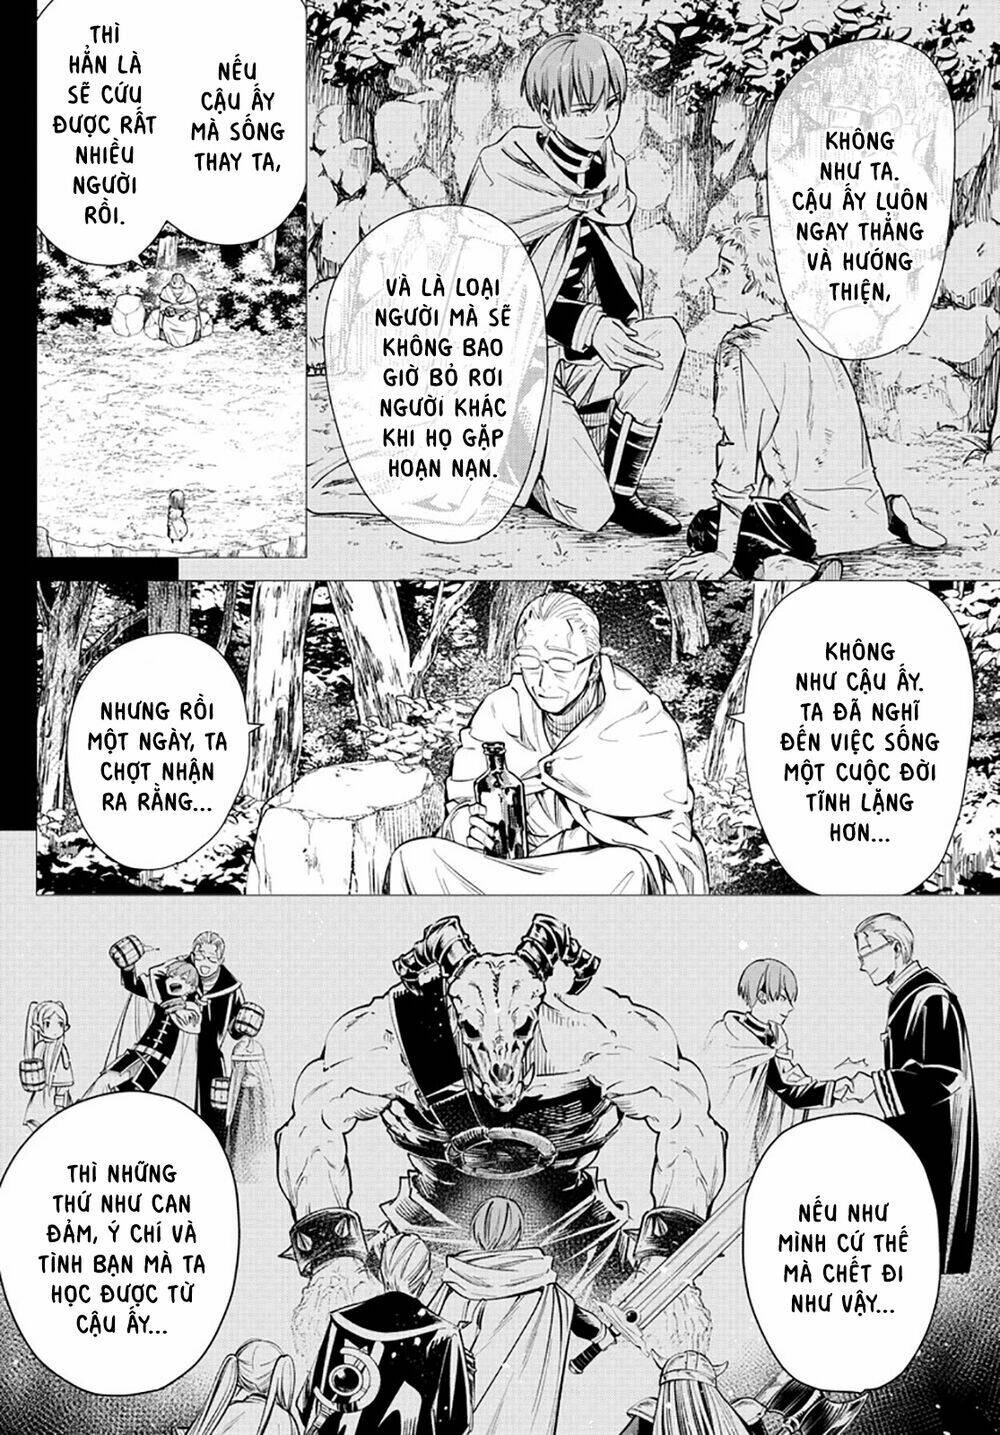 KHÔNG
NHƯ TA.
CẬU ẤY LUÔN
NGAY THẲNG
VÀ HƯỚNG
THIỆN,
VÀ LÀ LOẠI
NGƯỜI MÀ SẼ
KHÔNG BAO
GIỜ BỎ RƠI
NGƯỜI KHÁC
KHI HỌ GẶP
HOẠN NẠN.
NẾU
CẬU ẤY
MÀ SỐNG
THAY TA,
THÌ
HẲN LÀ
SẼ CỨU
ĐƯỢC RẤT
NHIỀU
NGƯỜI
RỒI.
KHÔNG
NHƯ CẬU ẤY.
TA ĐÃ NGHĨ
ĐẾN VIỆC SỐNG
MỘT CUỘC ĐỜI
TĨNH LẶNG
HƠN...
NHƯNG RỒI
MỘT NGÀY, TA
CHỢT NHẬN
RA RẰNG...
NẾU NHƯ
MÌNH CỨ THẾ
MÀ CHẾT ĐI
NHƯ VẬY...
THÌ NHỮNG
THỨ NHƯ CAN
ĐẢM, Ý CHÍ VÀ
TÌNH BẠN MÀ TA
HỌC ĐƯỢC TỪ
CẬU ẤY...